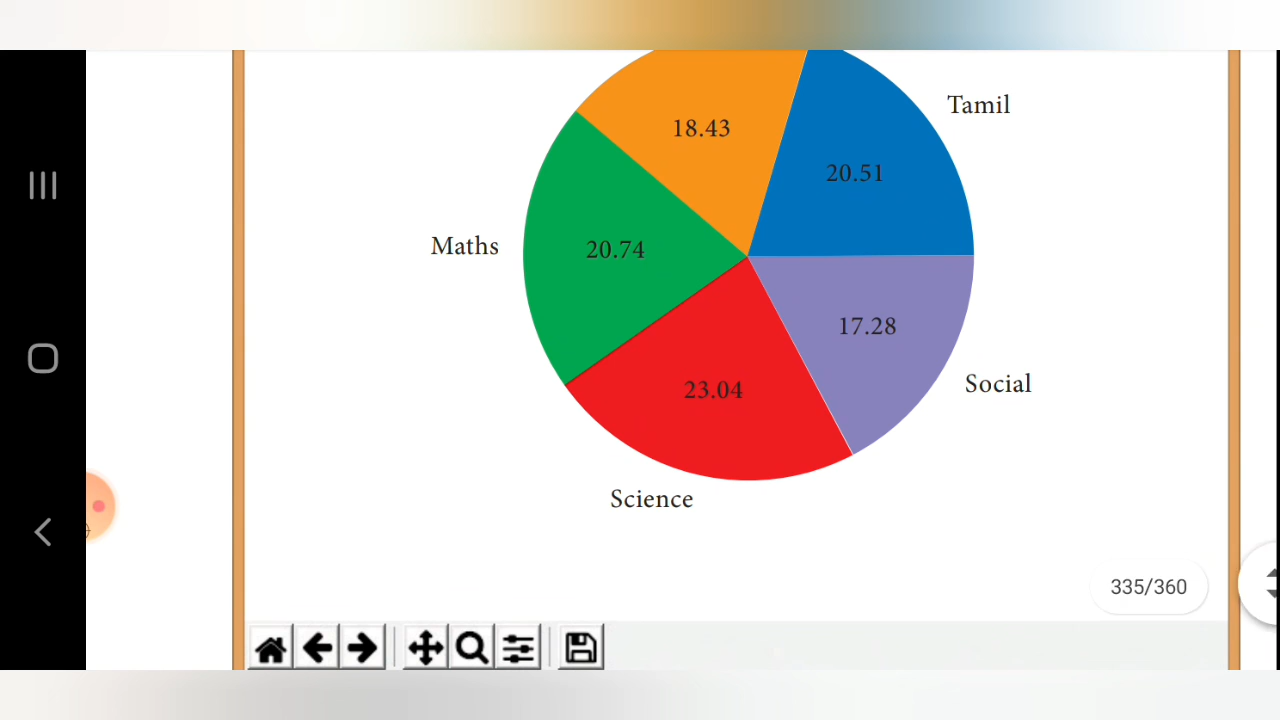 Tamil
18.43
20.51
Maths
20.74
17.28
Social
23.04
Science
335/360